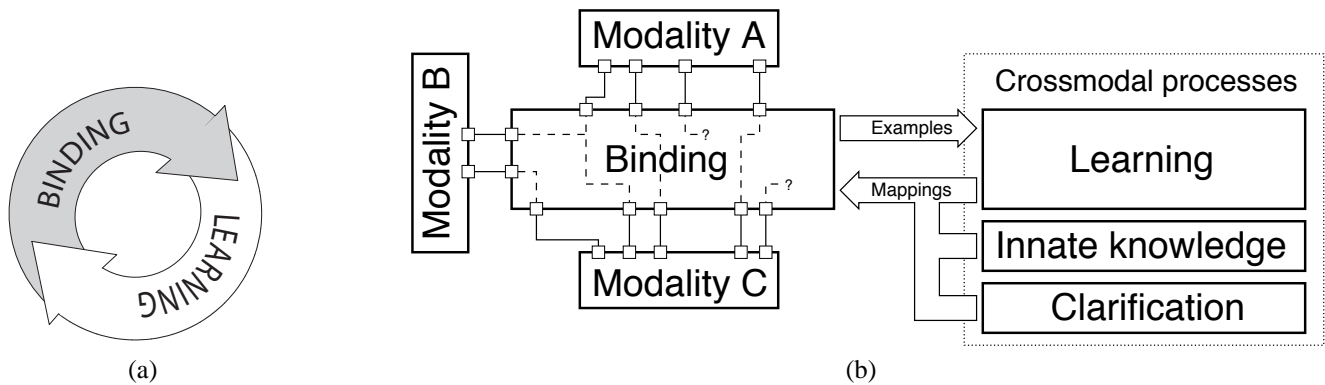 BINDING
LEARNING
(a)
Modality A
Modality B
Binding
?
?
Modality C
Examples
Mappings
Crossmodal processes
Learning
Innate knowledge
Clarification
(b)